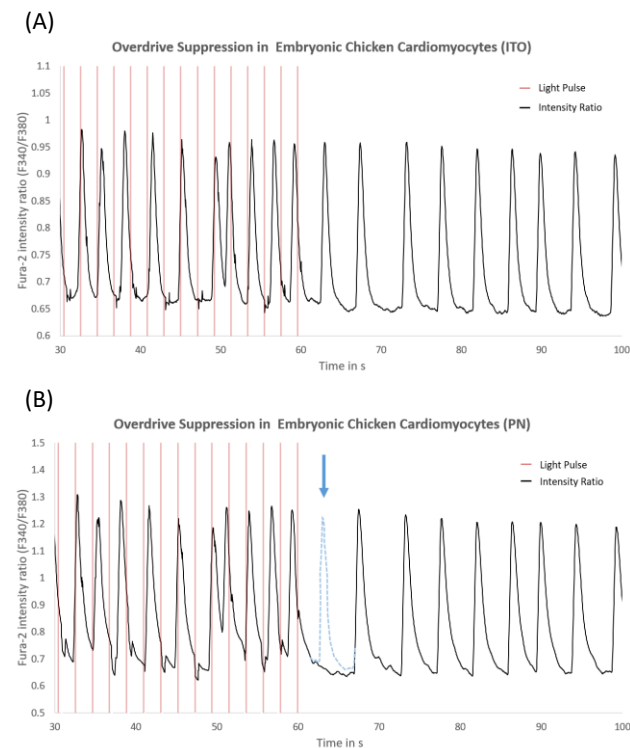 (A)
Overdrive Suppression in Embryonic Chicken Cardiomyocytes (ITO)
1.1
1.05
1
0.95
0.9
0.85
0.8
0.75
0.7
0.65
0.6
Fura-2 intensity ratio (F340/F380)
Light Pulse
Intensity Ratio
30 40 50 60 70 80 90 100
Time in s
(B)
Overdrive Suppression in Embryonic Chicken Cardiomyocytes (PN)
1.5
1.4
1.3
1.2
1.1
1
0.9
0.8
0.7
0.6
0.5
Fura-2 intensity ratio (F340/F380)
Light Pulse
Intensity Ratio
30 40 50 60 70 80 90 100
Time in s